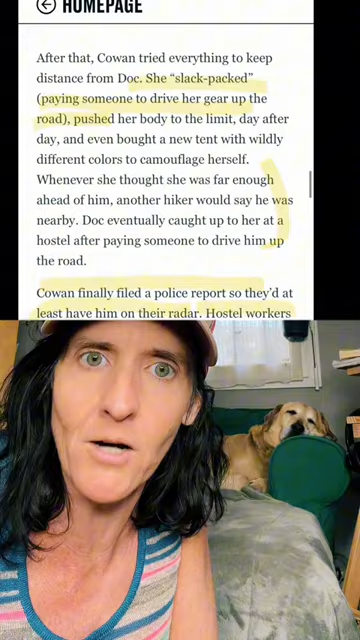 HOMEPAGE
After that, Cowan tried everything to keep
distance from Doc. She “slack-packed”
(paying someone to drive her gear up the
road), pushed her body to the limit, day after
day, and even bought a new tent with wildly
different colors to camouflage herself.
Whenever she thought she was far enough
ahead of him, another hiker would say he was
nearby. Doc eventually caught up to her at a
hostel after paying someone to drive him up
the road.
Cowan finally filed a police report so they’d at
least have him on their radar. Hostel workers